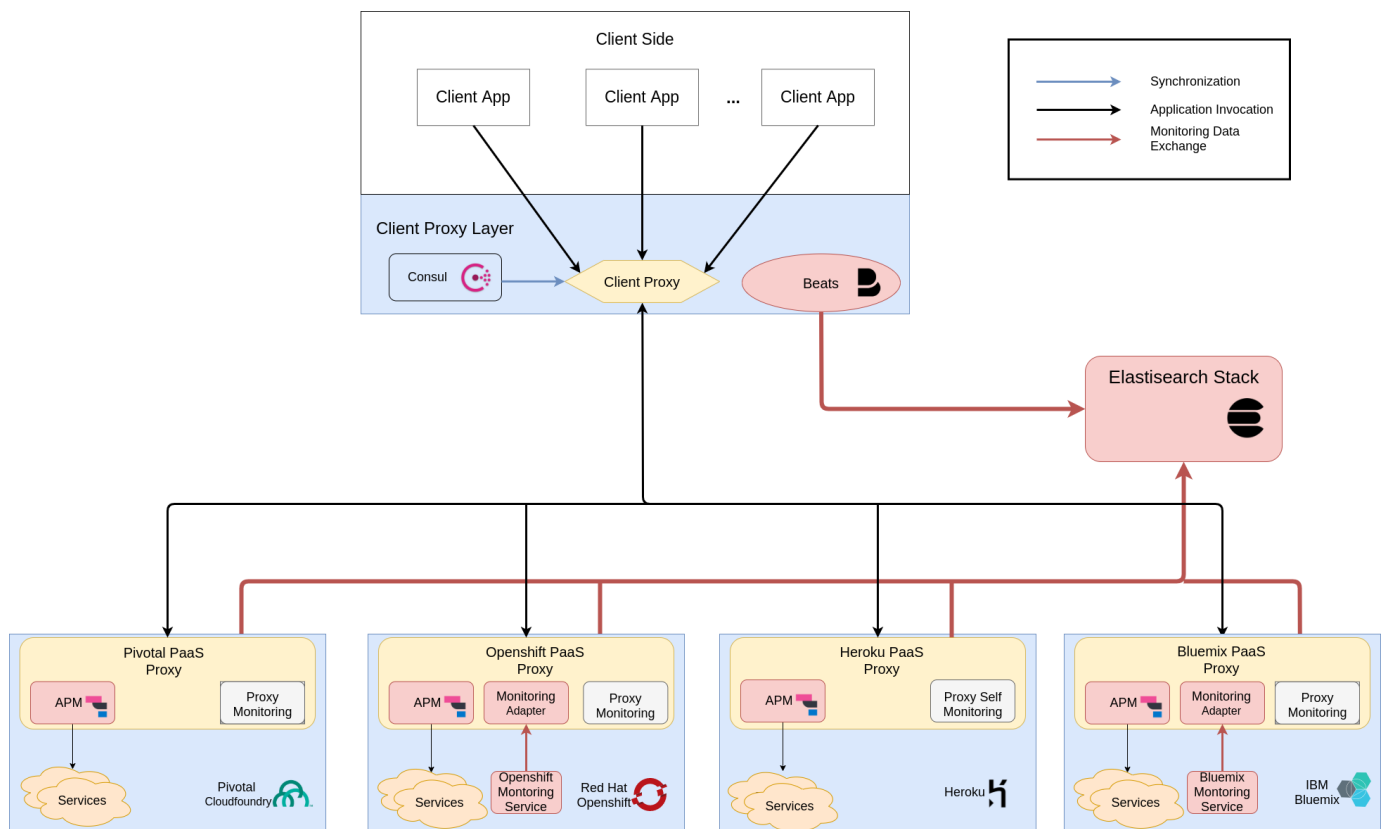 Client Side
Client App
Client App
...
Client App
Synchronization
Application Invocation
Monitoring Data
Exchange
Client Proxy Layer
Consul
Client Proxy
Beats
Elastisearch Stack
Pivotal PaaS
Proxy
APM
Proxy
Monitoring
Services
Pivotal
Cloudfoundry
Openshift PaaS
Proxy
APM
Monitoring
Adapter
Proxy
Monitoring
Services
Openshift
Montoring
Service
Red Hat
Openshift
Heroku PaaS
Proxy
APM
Proxy Self
Monitoring
Services
Heroku
Bluemix PaaS
Proxy
APM
Monitoring
Adapter
Proxy
Monitoring
Services
Bluemix
Montoring
Service
IBM
Bluemix